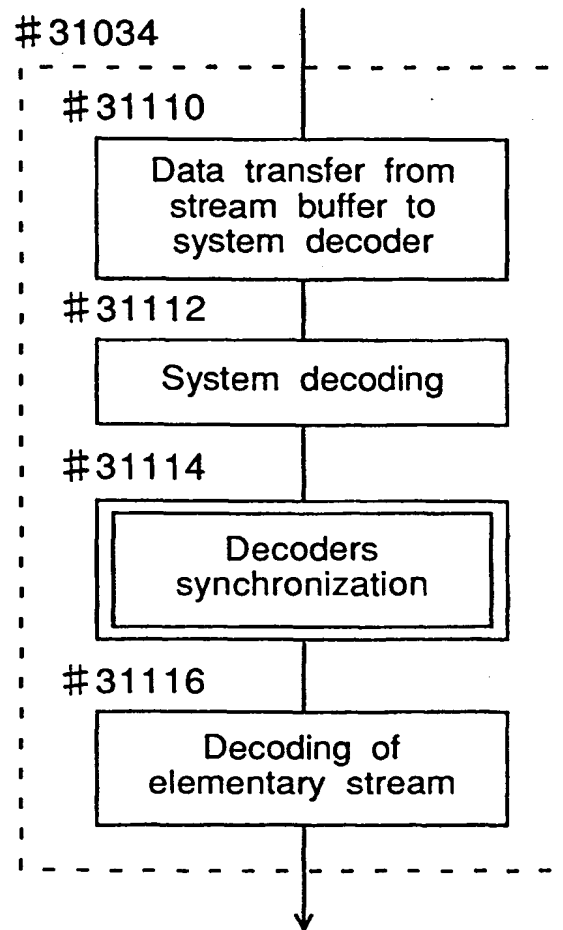 #31034
#31110
Data transfer from
stream buffer to
system decoder
#31112
System decoding
#31114
Decoders
synchronization
#31116
Decoding of
elementary stream